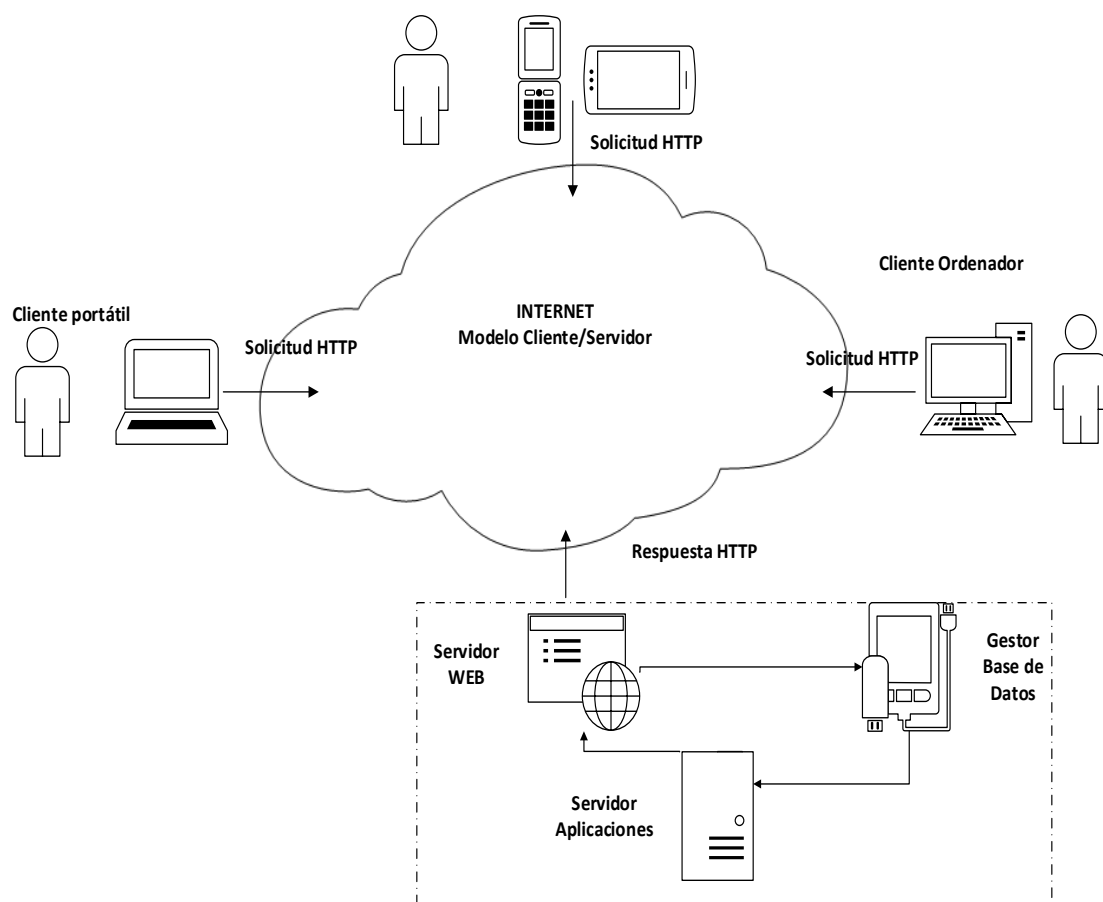 Solicitud HTTP
Cliente Ordenador
INTERNET
Modelo Cliente/Servidor
Cliente portátil
Solicitud HTTP
Solicitud HTTP
Respuesta HTTP
Servidor
WEB
Gestor
Base de
Datos
Servidor
Aplicaciones